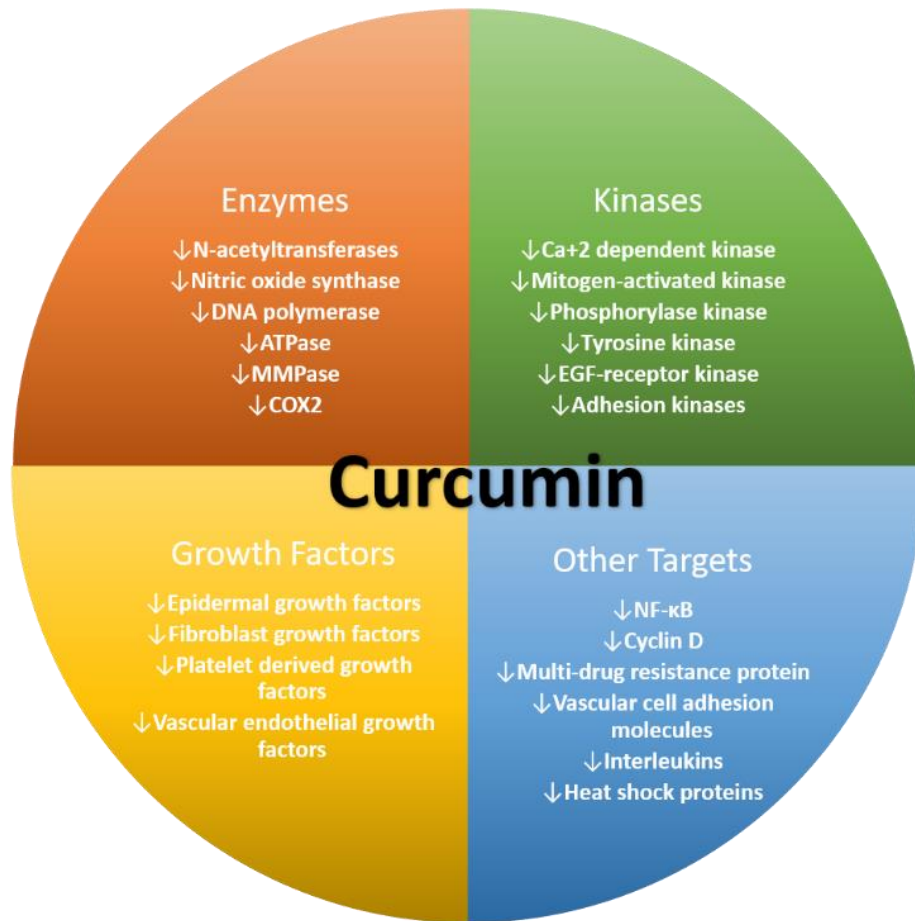 Enzymes
↓N-acetyltransferases
↓Nitric oxide synthase
↓DNA polymerase
↓ATPase
↓MMPase
↓COX2
Kinases
↓Ca+2 dependent kinase
↓Mitogen-activated kinase
↓Phosphorylase kinase
↓Tyrosine kinase
↓EGF-receptor kinase
↓Adhesion kinases
Curcumin
Growth Factors
↓Epidermal growth factors
↓Fibroblast growth factors
↓Platelet derived growth
factors
↓Vascular endothelial growth
factors
Other Targets
↓NF-κB
↓Cyclin D
↓Multi-drug resistance protein
↓Vascular cell adhesion
molecules
↓Interleukins
↓Heat shock proteins